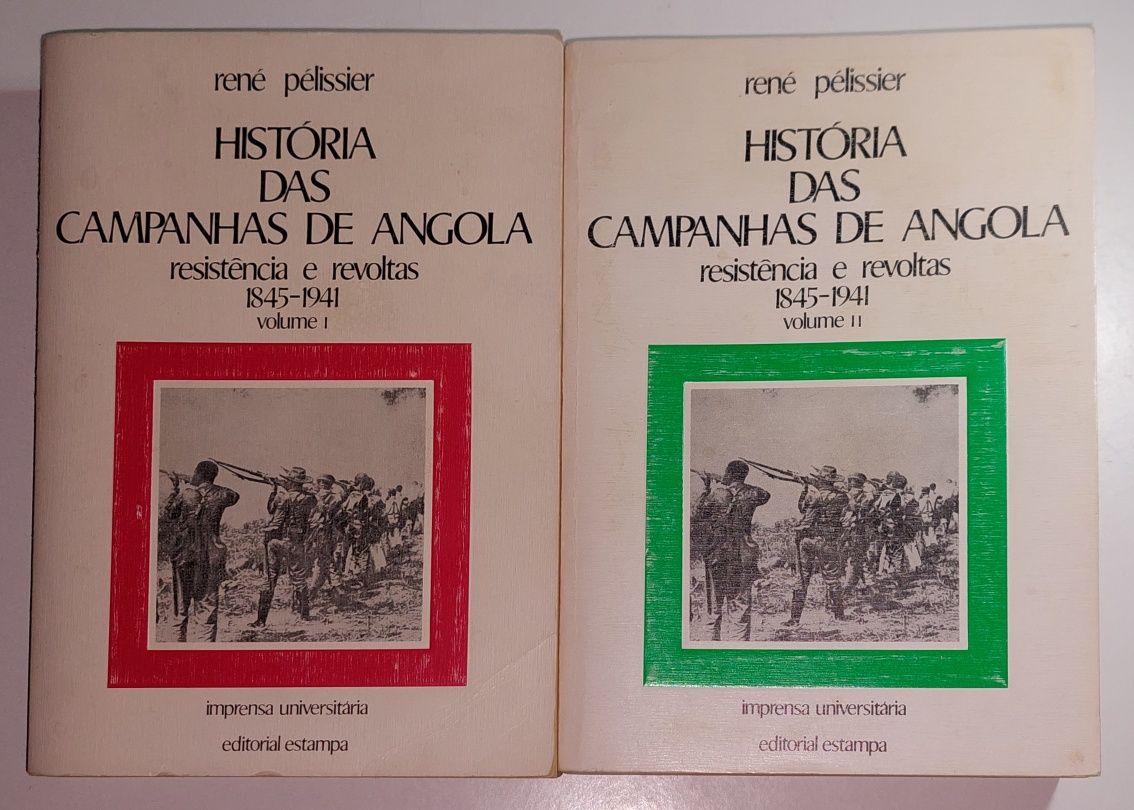 rené pélissier
HISTÓRIA
DAS
CAMPANHAS DE ANGOLA
resistência e revoltas
1845-1941
volume I
imprensa universitária
editorial estampa
rené pélissier
HISTÓRIA
DAS
CAMPANHAS DE ANGOLA
resistência e revoltas
1845-1941
volume II
imprensa universitária
editorial estampa